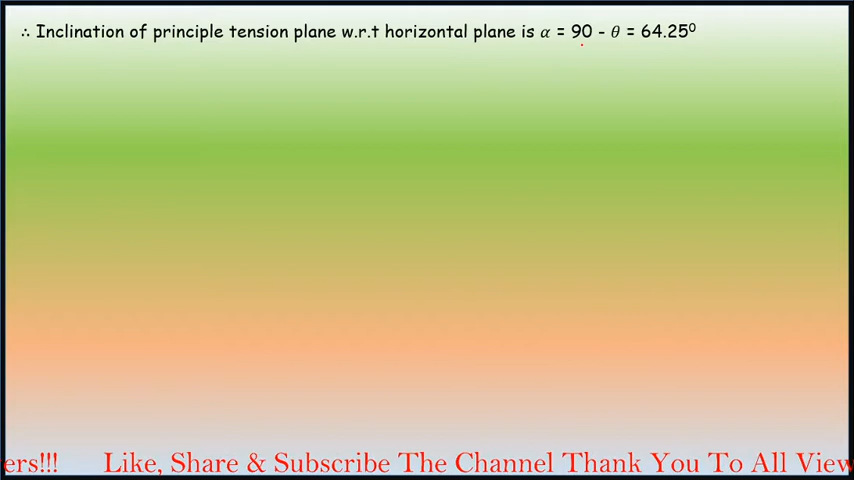 ∴ Inclination of principle tension plane w.r.t horizontal plane is α = 90 - θ = 64.25⁰
ers!!! Like, Share & Subscribe The Channel Thank You To All View